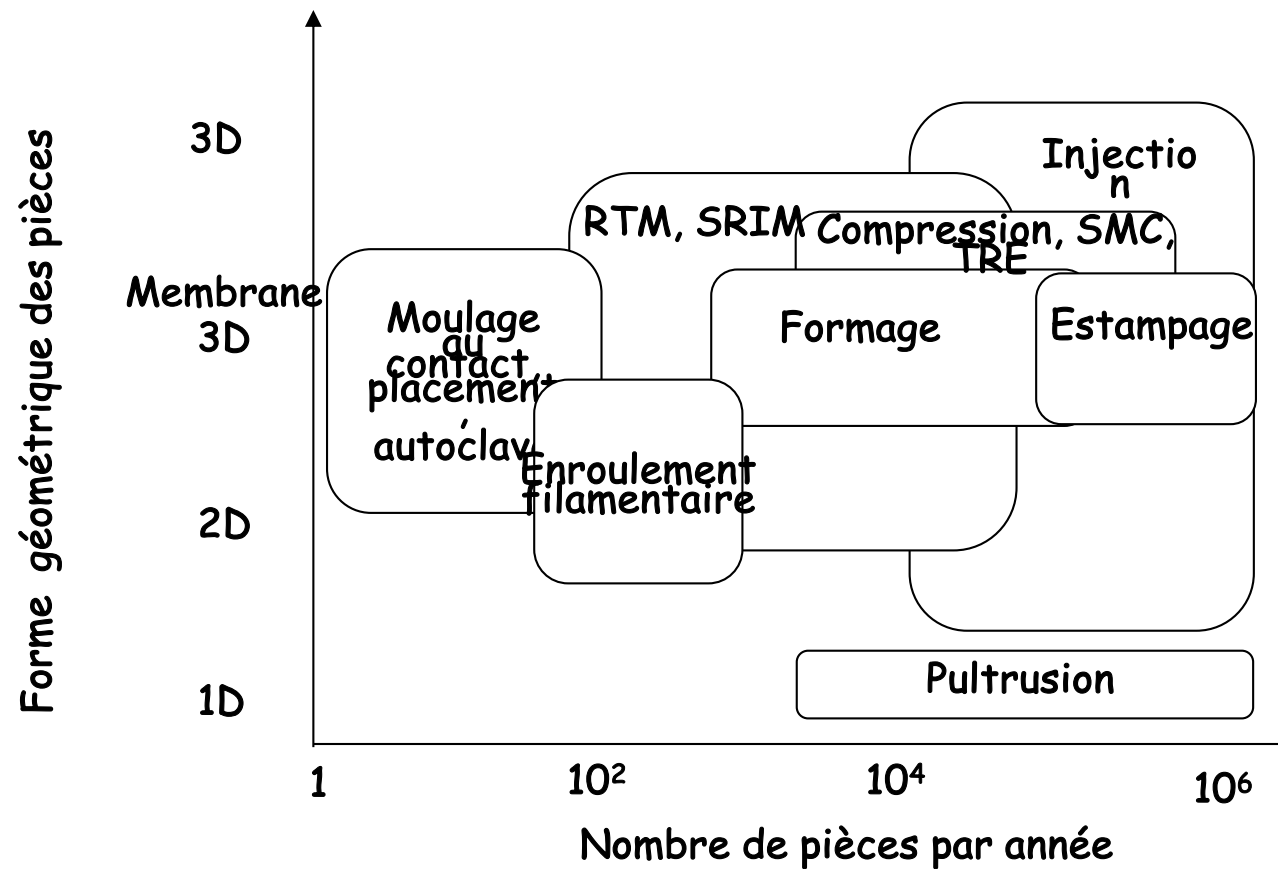 Forme géométrique des pièces
3D
Membrane
3D
2D
1D
Injectio
n
RTM, SRIM
Compression, SMC,
TRE
Moulage
au
contact,
placement
,
autoclav
Formage
Estampage
Enroulement
filamentaire
Pultrusion
1
10²
10⁴
10⁶
Nombre de pièces par année